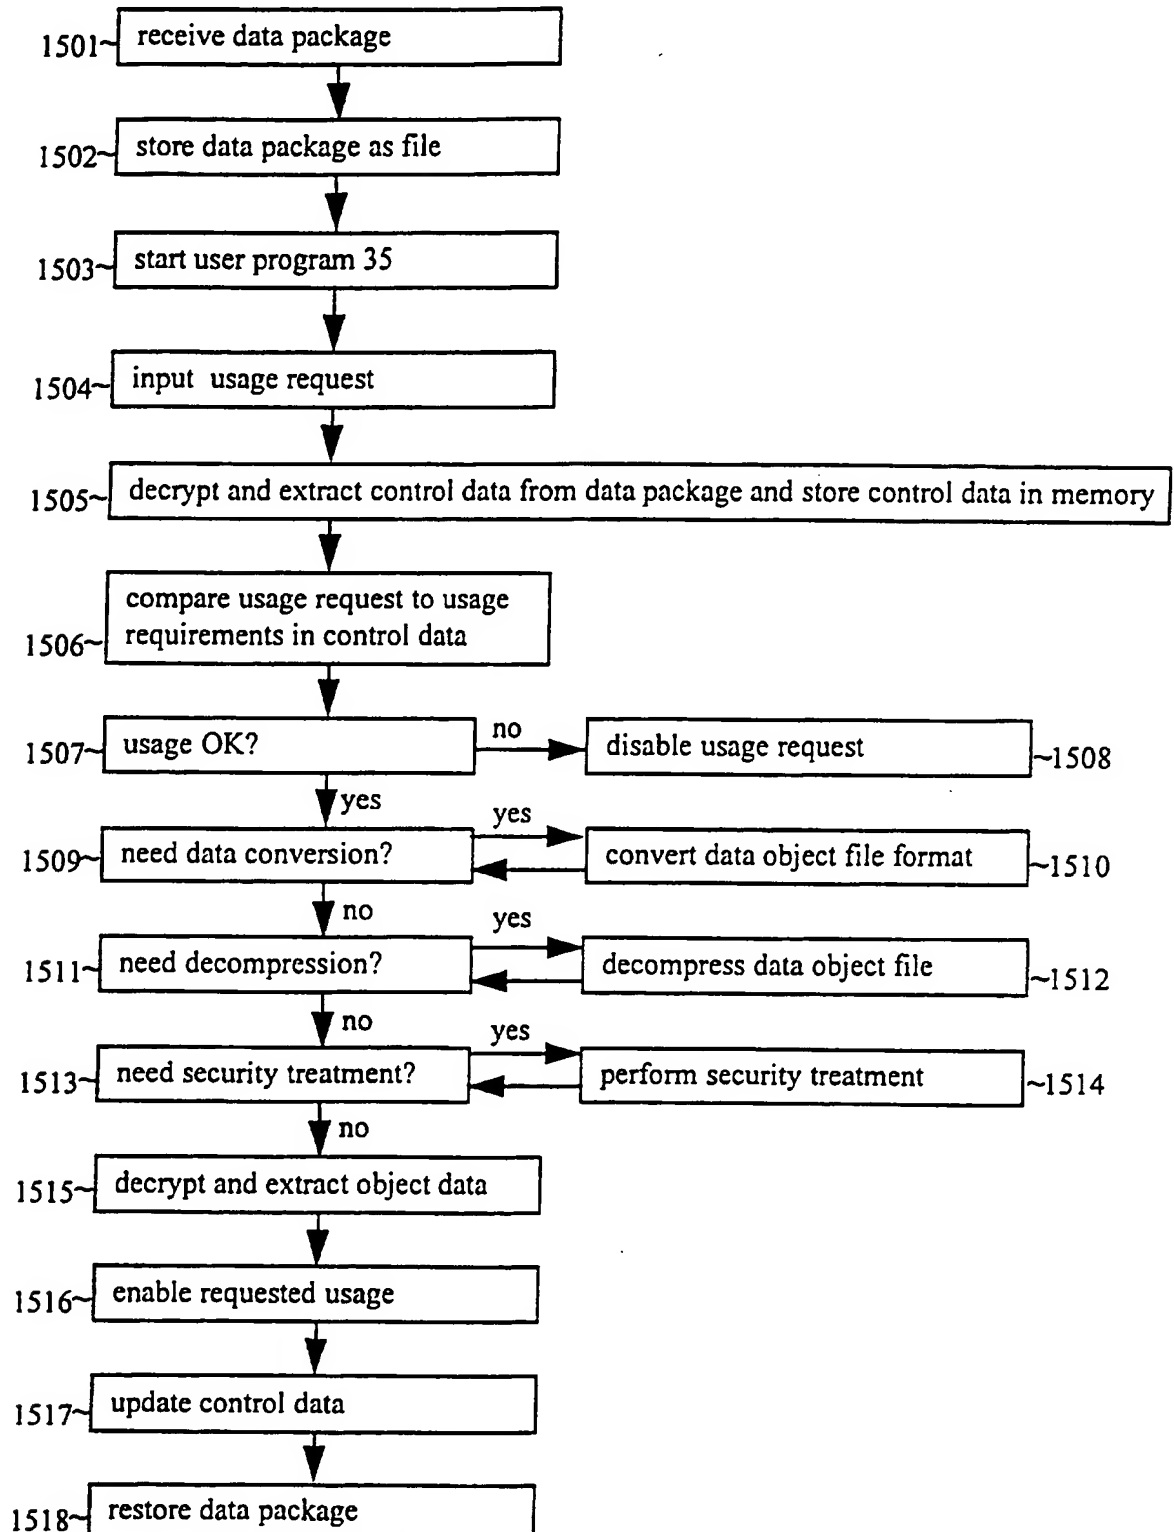 1501~ receive data package
1502~ store data package as file
1503~ start user program 35
1504~ input usage request
1505~ decrypt and extract control data from data package and store control data in memory
compare usage request to usage
1506~ requirements in control data
1507~ usage OK? no disable usage request ~1508
yes
yes
1509~ need data conversion? convert data object file format ~1510
no
yes
1511~ need decompression? decompress data object file ~1512
no
yes
1513~ need security treatment? perform security treatment ~1514
no
1515~ decrypt and extract object data
1516~ enable requested usage
1517~ update control data
1518~ restore data package